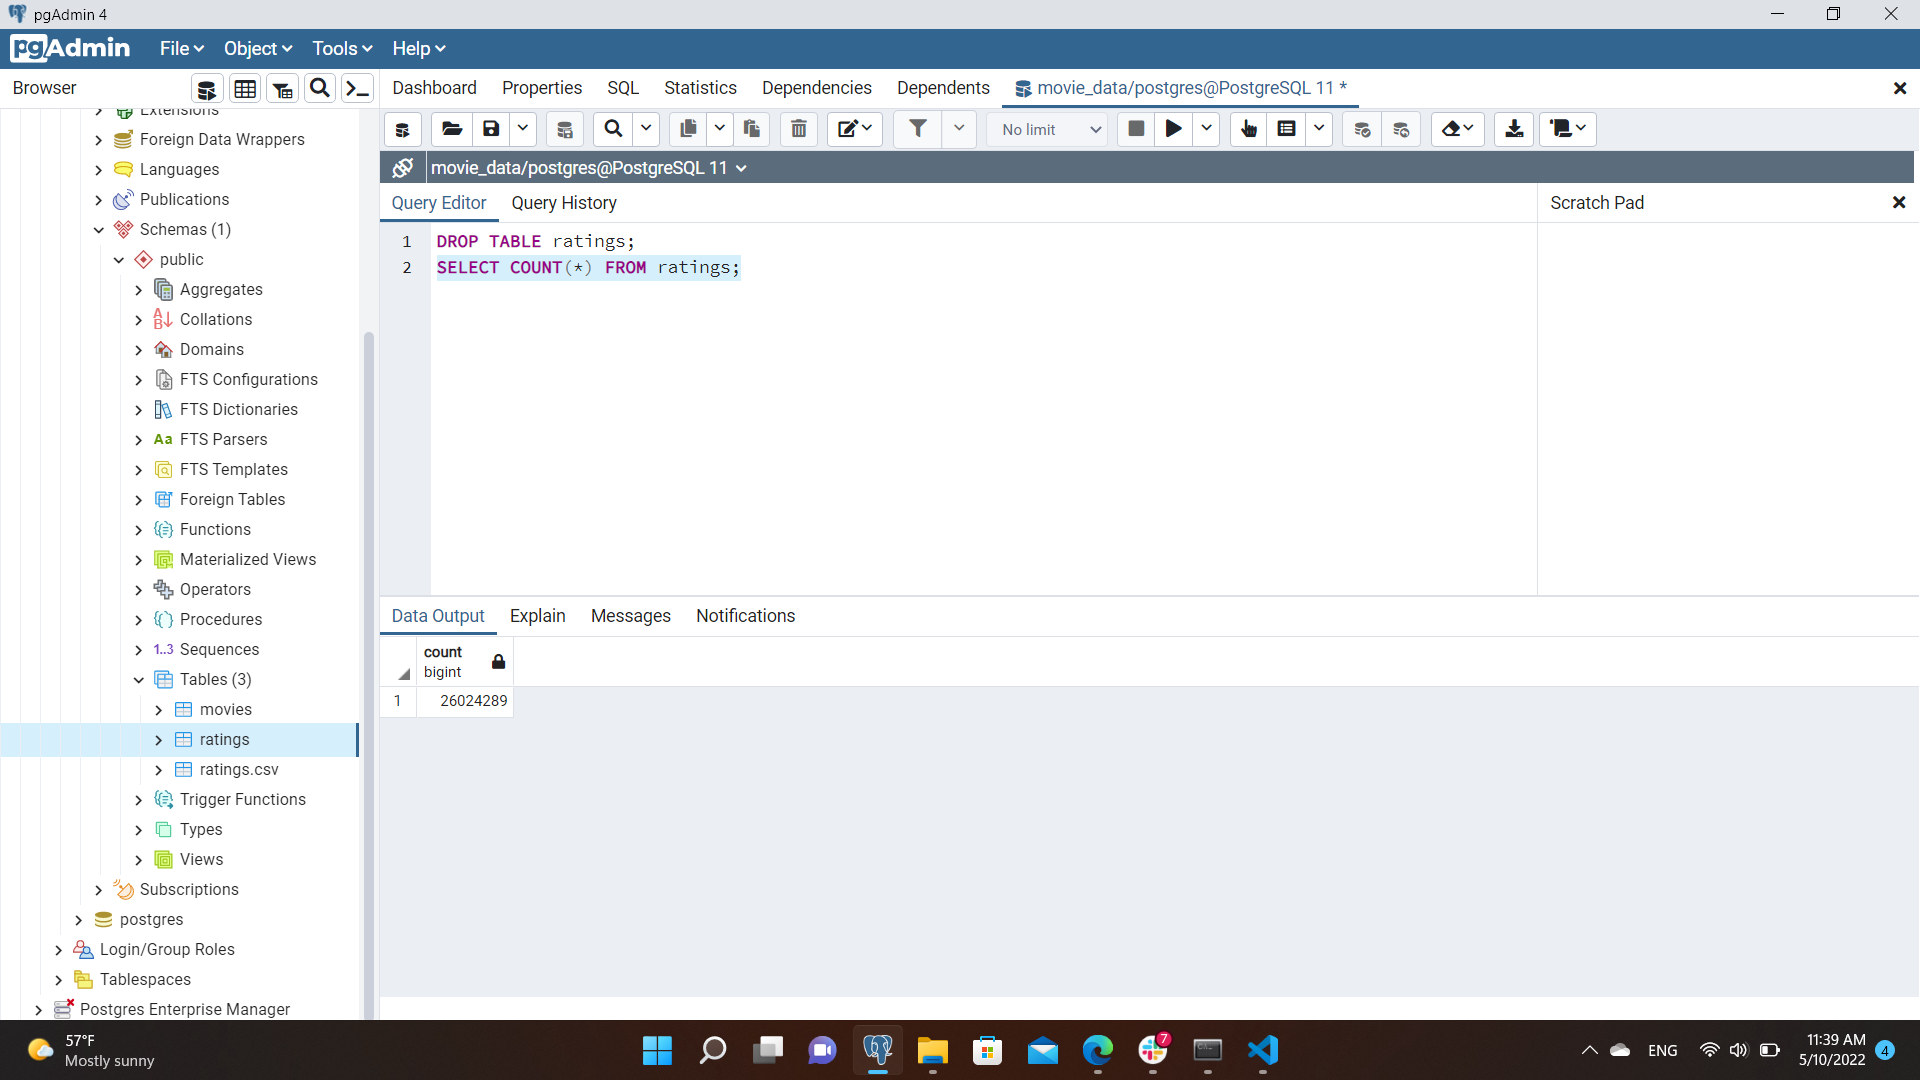 pgAdmin 4
pgAdmin File Object Tools Help
Browser
Dashboard Properties SQL Statistics Dependencies Dependents movie_data/postgres@PostgreSQL 11 *
No limit
movie_data/postgres@PostgreSQL 11
Extensions
Foreign Data Wrappers
Languages
Publications
Schemas (1)
public
Aggregates
Collations
Domains
FTS Configurations
FTS Dictionaries
Aa FTS Parsers
FTS Templates
Foreign Tables
Functions
Materialized Views
Operators
Procedures
1..3 Sequences
Tables (3)
movies
ratings
ratings.csv
Trigger Functions
Types
Views
Subscriptions
postgres
Login/Group Roles
Tablespaces
Postgres Enterprise Manager
Query Editor Query History
Scratch Pad
1 DROP TABLE ratings;
2 SELECT COUNT(*) FROM ratings;
Data Output Explain Messages Notifications
count
bigint
1 26024289
57°F
Mostly sunny
7
ENG
11:39 AM
5/10/2022
4